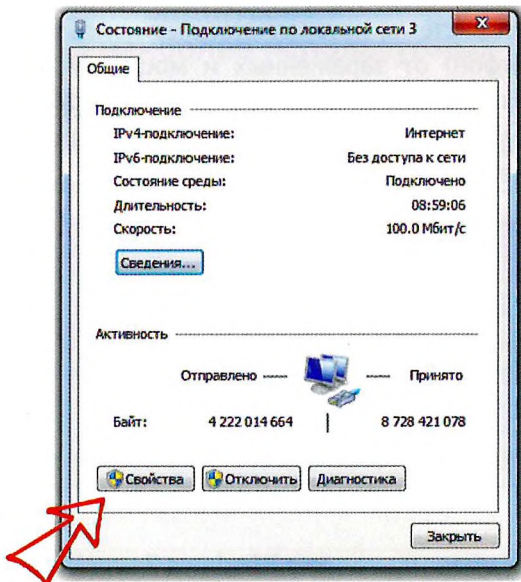 Состояние - Подключение по локальной сети 3
Общие
Подключение
IPv4-подключение: Интернет
IPv6-подключение: Без доступа к сети
Состояние среды: Подключено
Длительность: 08:59:06
Скорость: 100.0 Мбит/с
Сведения...
Активность
Отправлено Принято
Байт: 4 222 014 664 8 728 421 078
Свойства Отключить Диагностика
Закрыть